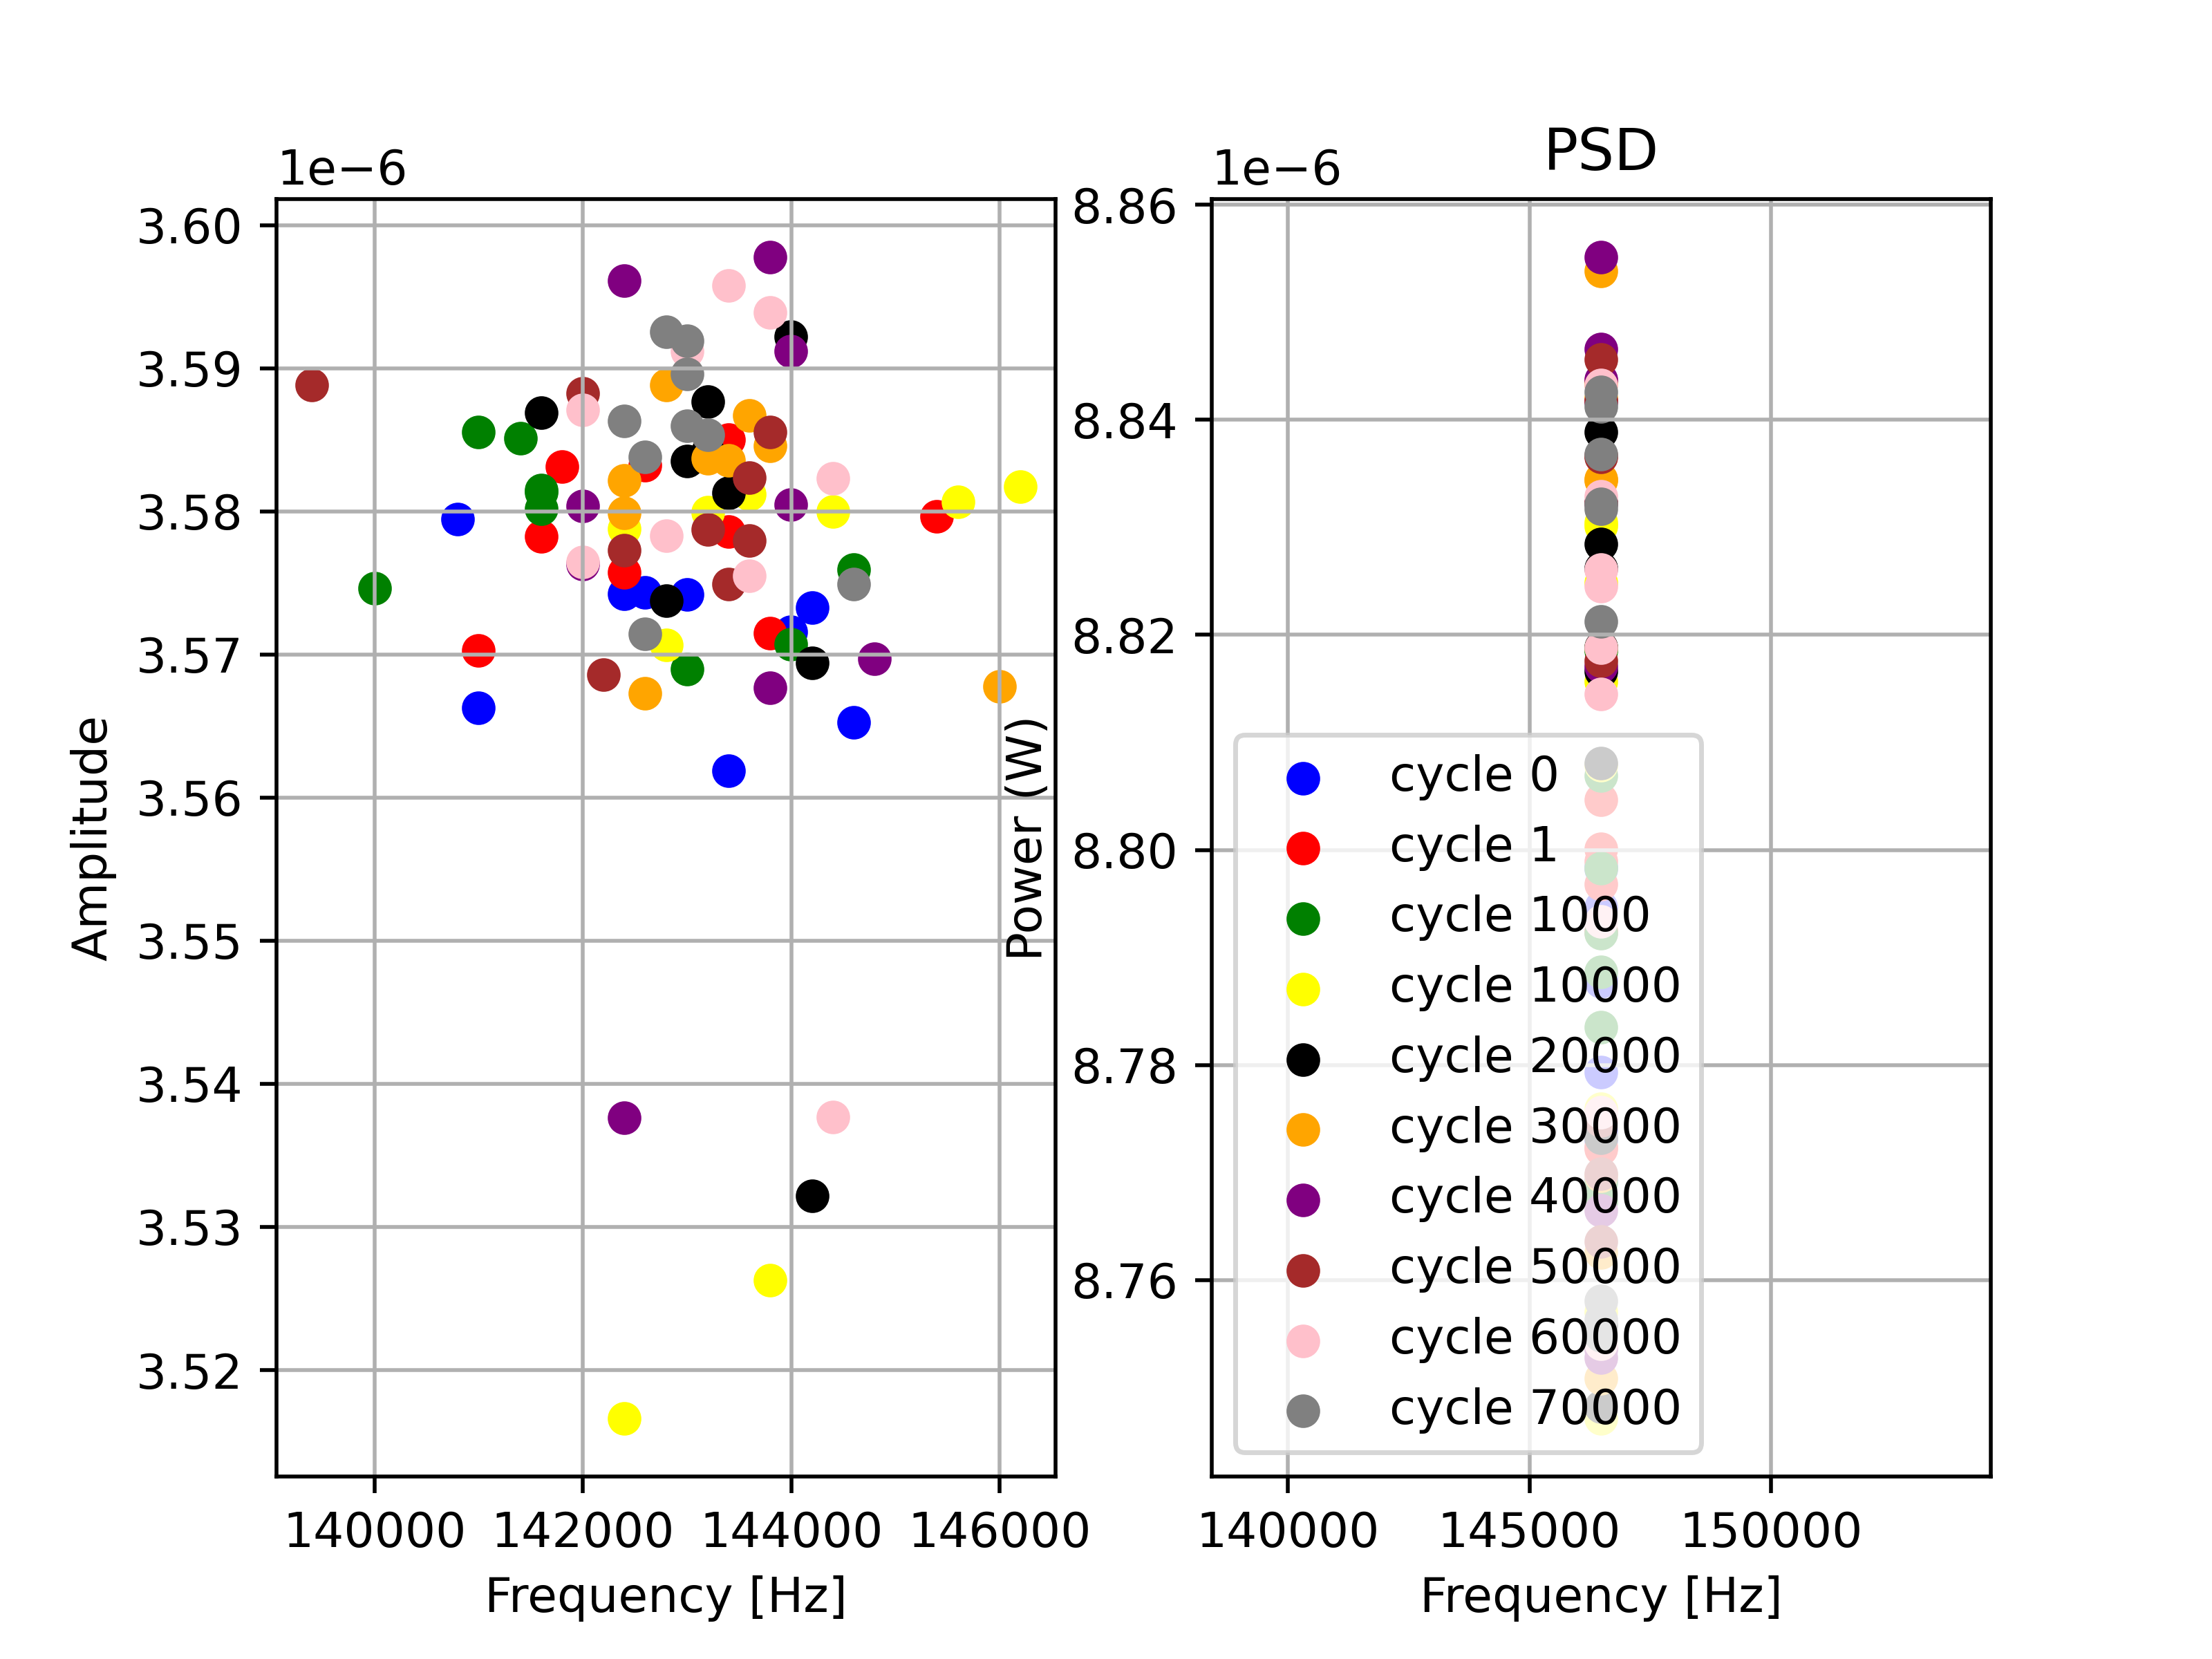 1e−6
3.60
3.59
3.58
3.57
3.56
3.55
3.54
3.53
3.52
Amplitude
140000 142000 144000 146000
Frequency [Hz]
PSD
1e−6
8.86
8.84
8.82
8.80
8.78
8.76
Power (W)
cycle 0
cycle 1
cycle 1000
cycle 10000
cycle 20000
cycle 30000
cycle 40000
cycle 50000
cycle 60000
cycle 70000
140000 145000 150000
Frequency [Hz]